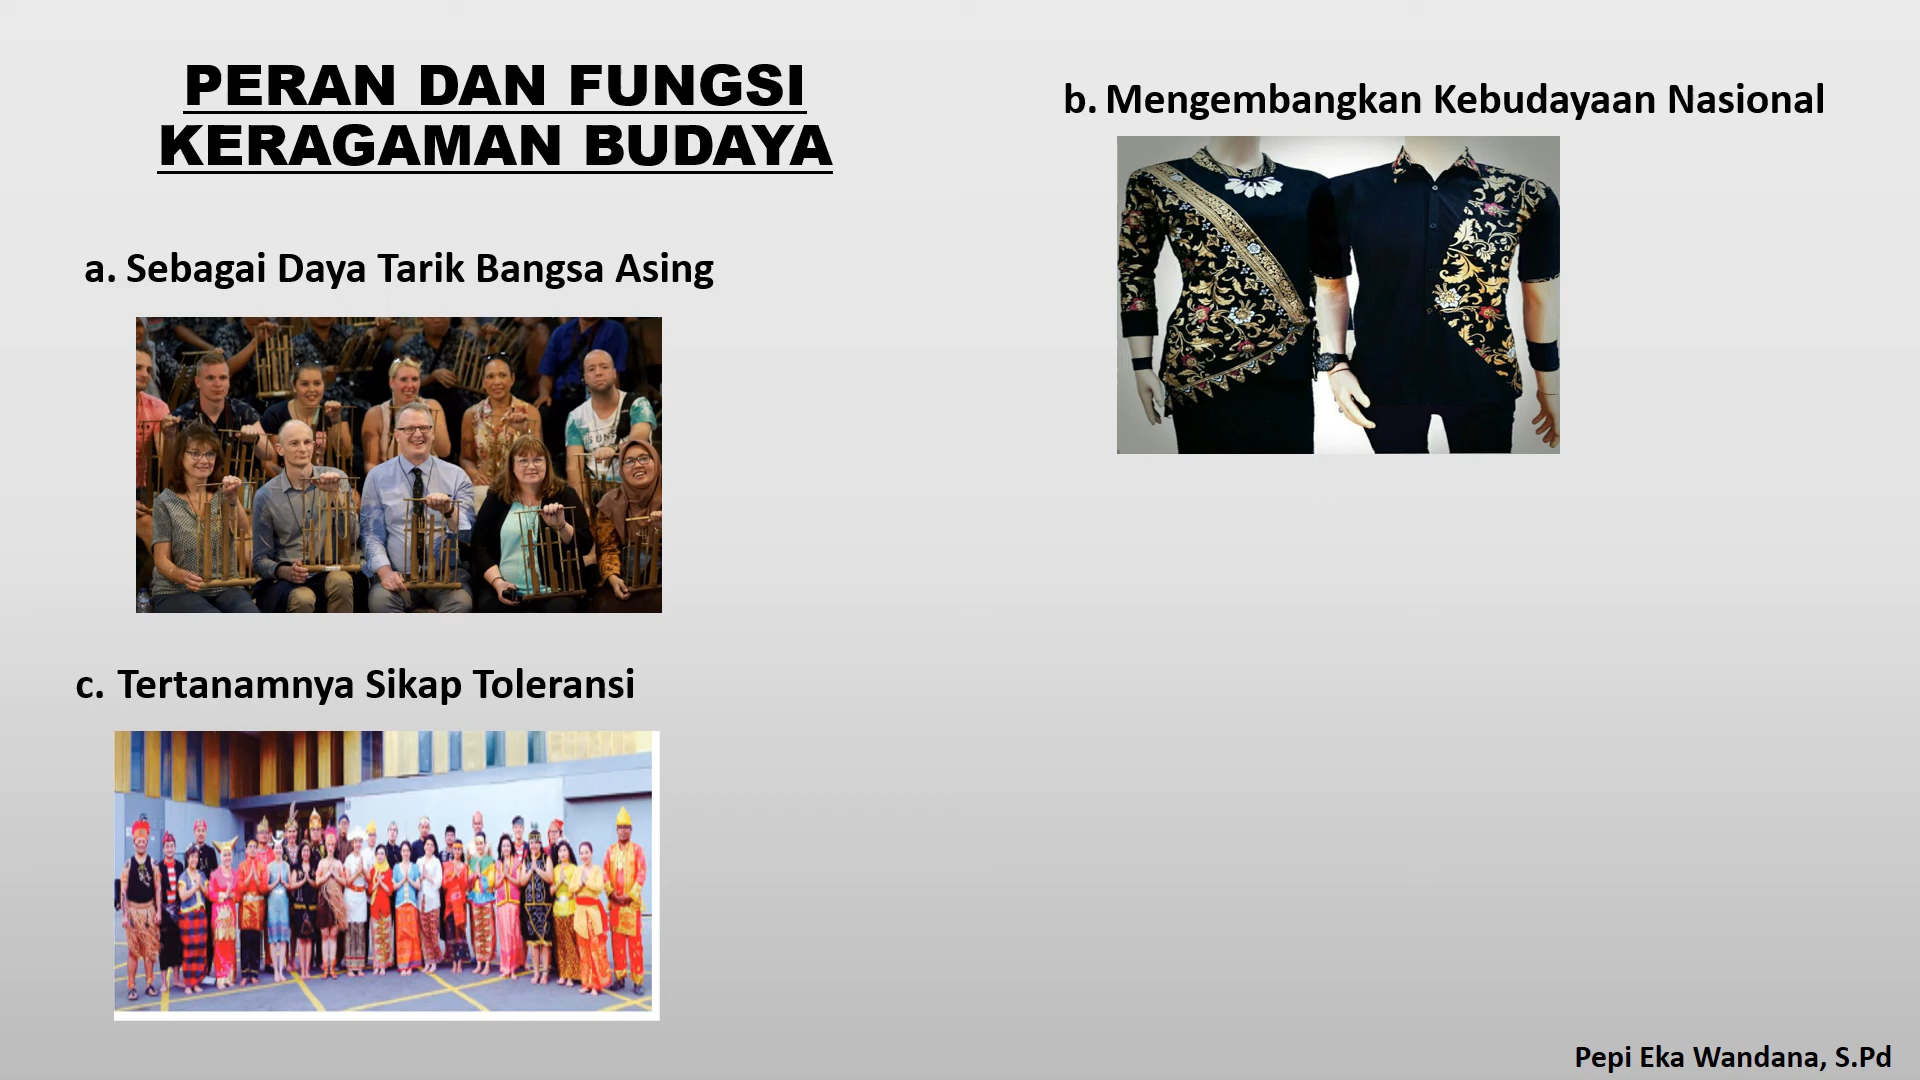 PERAN DAN FUNGSI
KERAGAMAN BUDAYA
a. Sebagai Daya Tarik Bangsa Asing
b. Mengembangkan Kebudayaan Nasional
c. Tertanamnya Sikap Toleransi
Pepi Eka Wandana, S.Pd